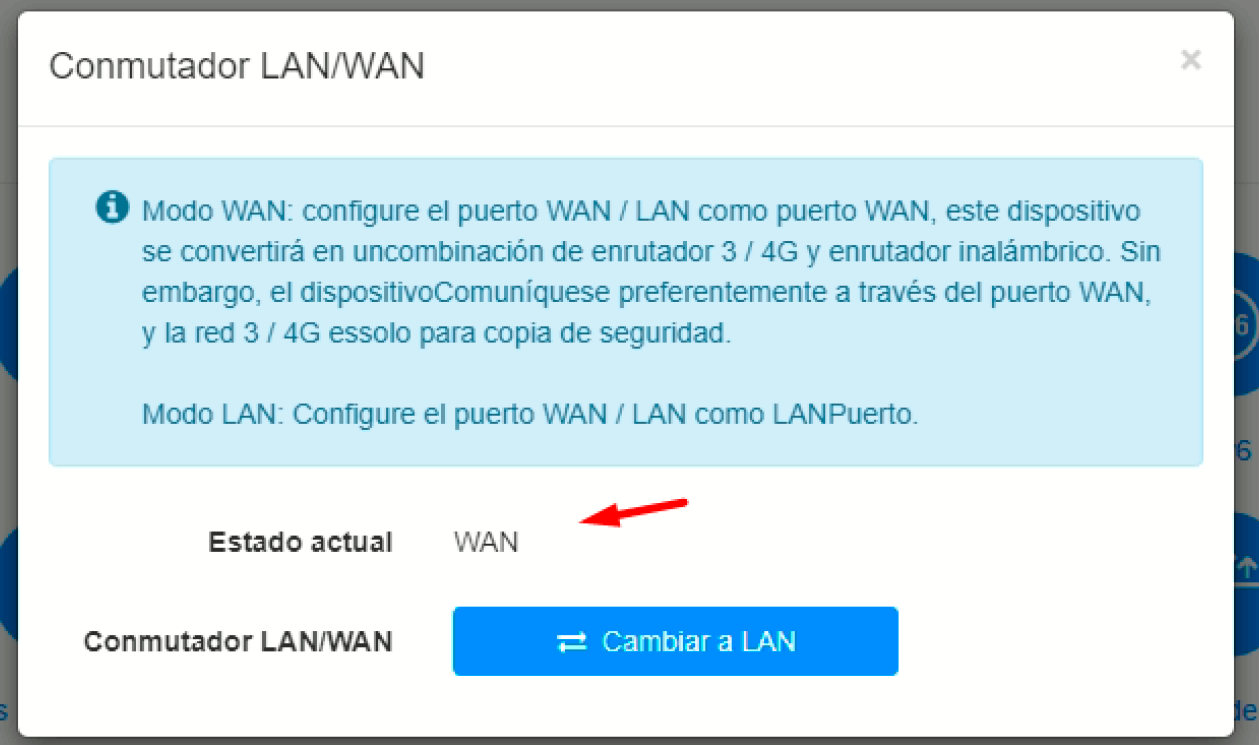 Conmutador LAN/WAN ×
Modo WAN: configure el puerto WAN / LAN como puerto WAN, este dispositivo
se convertirá en uncombinación de enrutador 3 / 4G y enrutador inalámbrico. Sin
embargo, el dispositivoComuníquese preferentemente a través del puerto WAN,
y la red 3 / 4G essolo para copia de seguridad.
Modo LAN: Configure el puerto WAN / LAN como LANPuerto.
Estado actual WAN
Conmutador LAN/WAN Cambiar a LAN